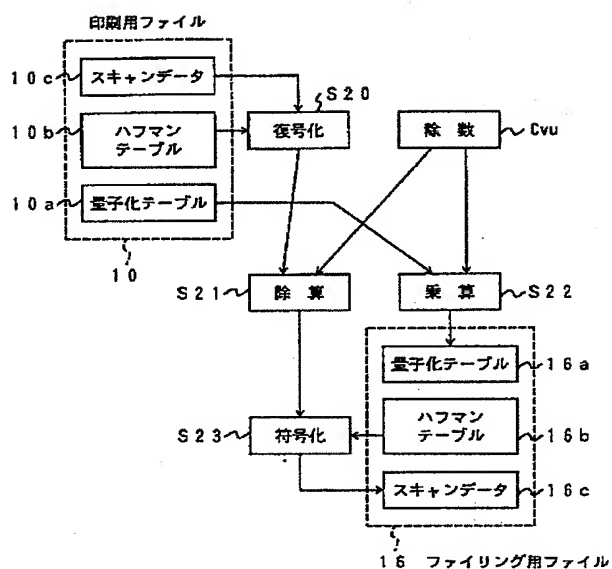 印刷用ファイル
10c
スキャンデータ
S20
10b
ハフマン
テーブル
復号化
除数
Cvu
10a
量子化テーブル
10
S21
除算
乗算
S22
量子化テーブル
16a
S23
符号化
ハフマン
テーブル
16b
スキャンデータ
16c
16 ファイリング用ファイル